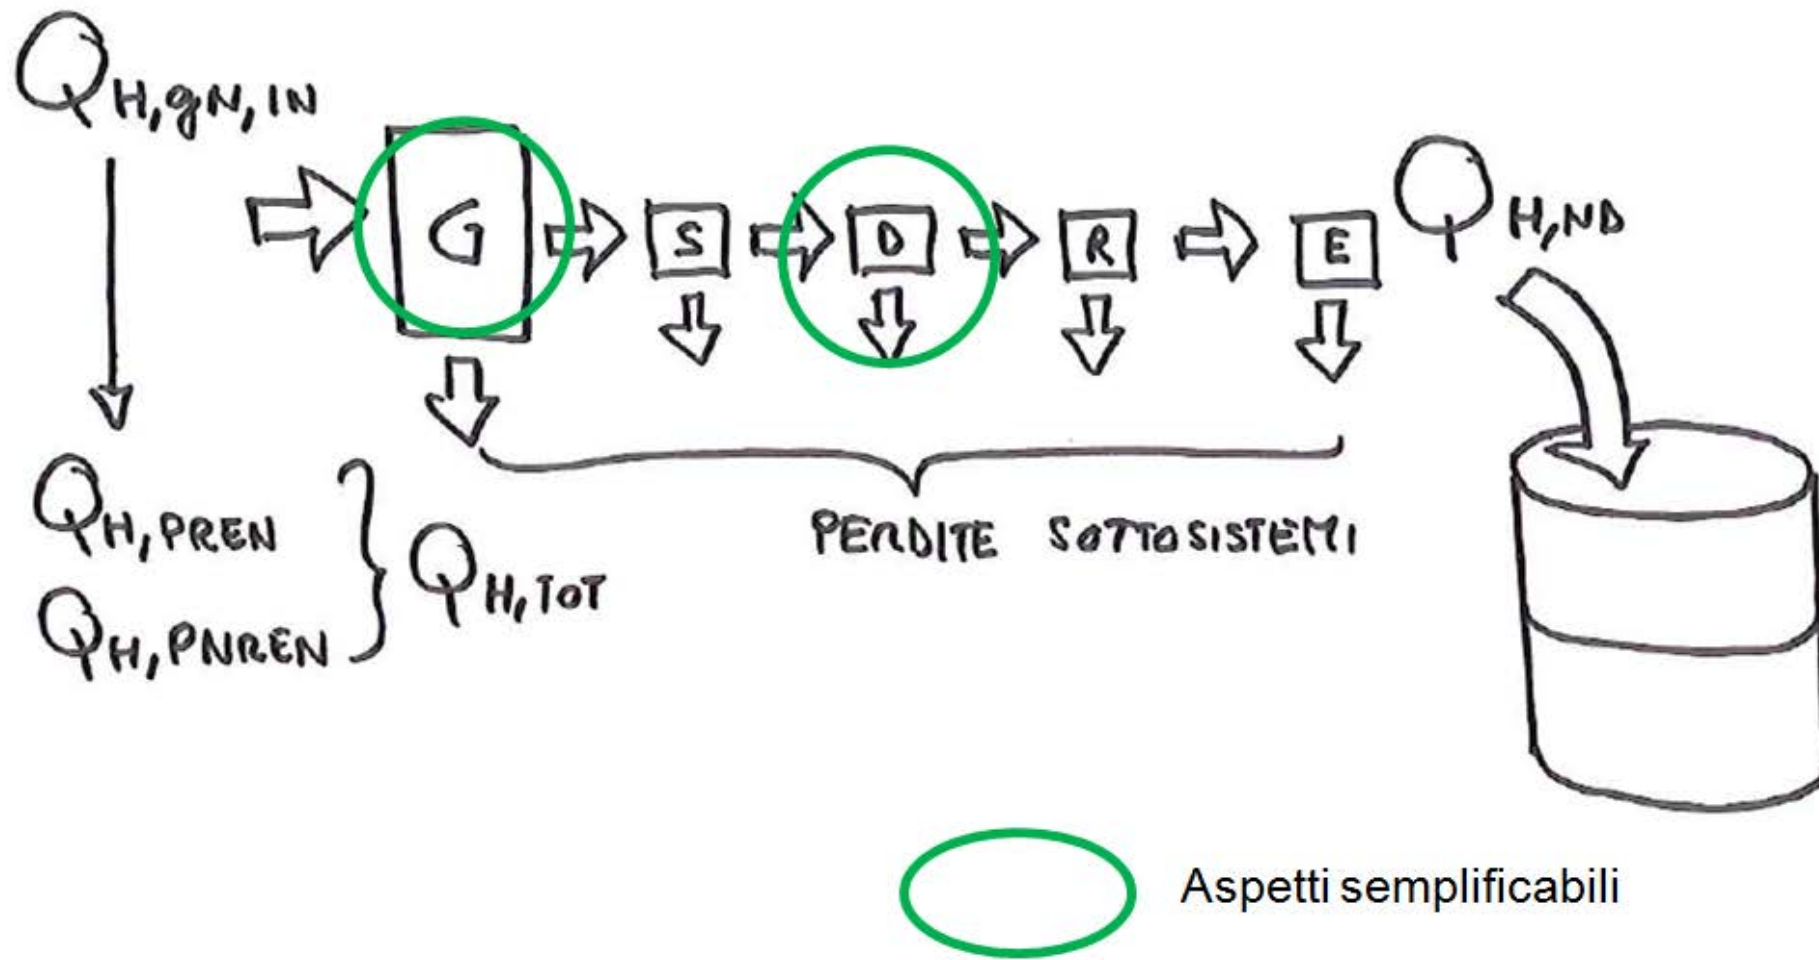 QH,gN,IN
G
S
D
R
E
QH,ND
QH,PREN
QH,PNREN
QH,TOT
PERDITE SOTTOSISTEMI
Aspetti semplificabili